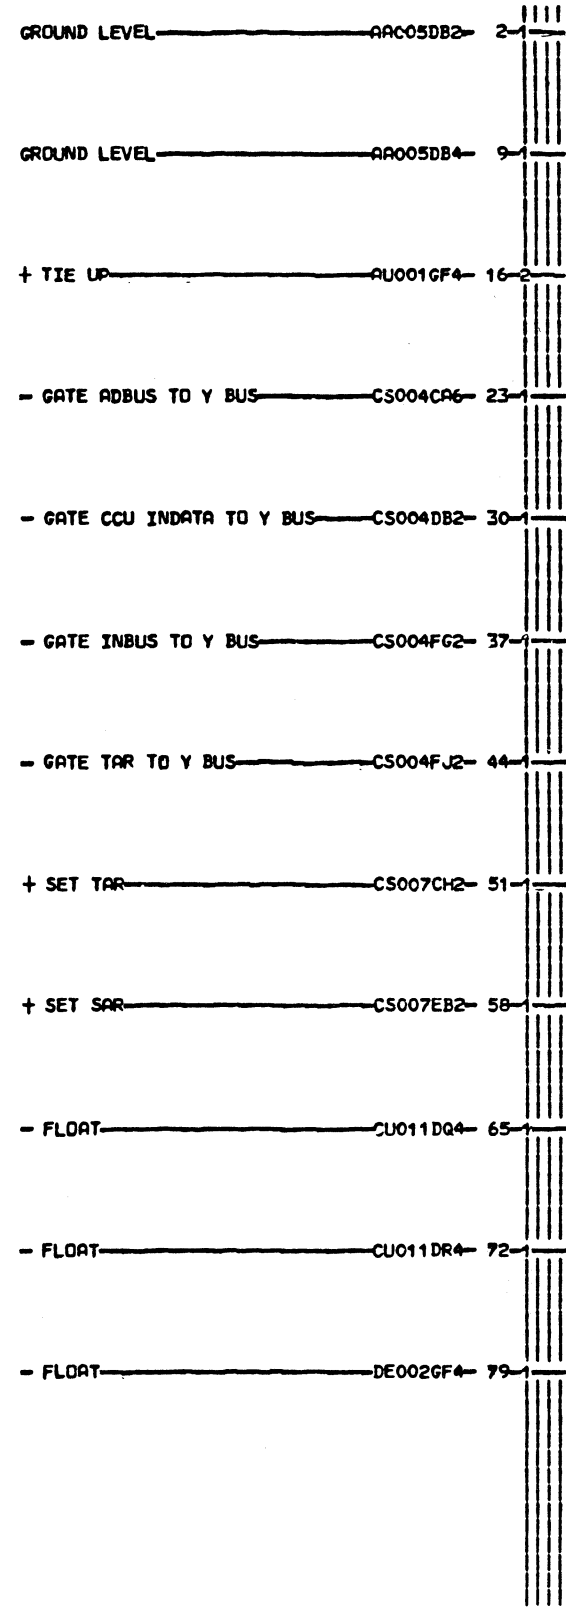 GROUND LEVEL AAC05DB2 2 1
GROUND LEVEL AA005DB4 9 1
+ TIE UP AU001GF4 16 2
- GATE ADBUS TO Y BUS CS004CA6 23 1
- GATE CCU INDATA TO Y BUS CS004DB2 30 1
- GATE INBUS TO Y BUS CS004FG2 37 1
- GATE TAR TO Y BUS CS004FJ2 44 1
+ SET TAR CS007CH2 51 1
+ SET SAR CS007EB2 58 1
- FLOAT CU011DQ4 65 1
- FLOAT CU011DR4 72 1
- FLOAT DE002GF4 79 1